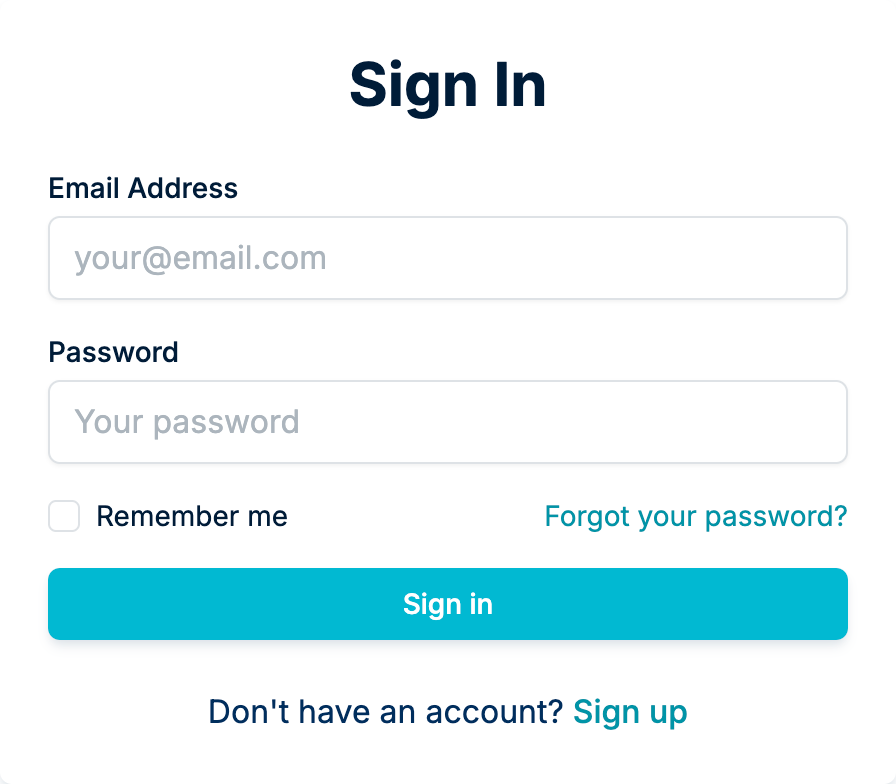 Sign In
Email Address
your@email.com
Password
Your password
Remember me Forgot your password?
Sign in
Don't have an account? Sign up